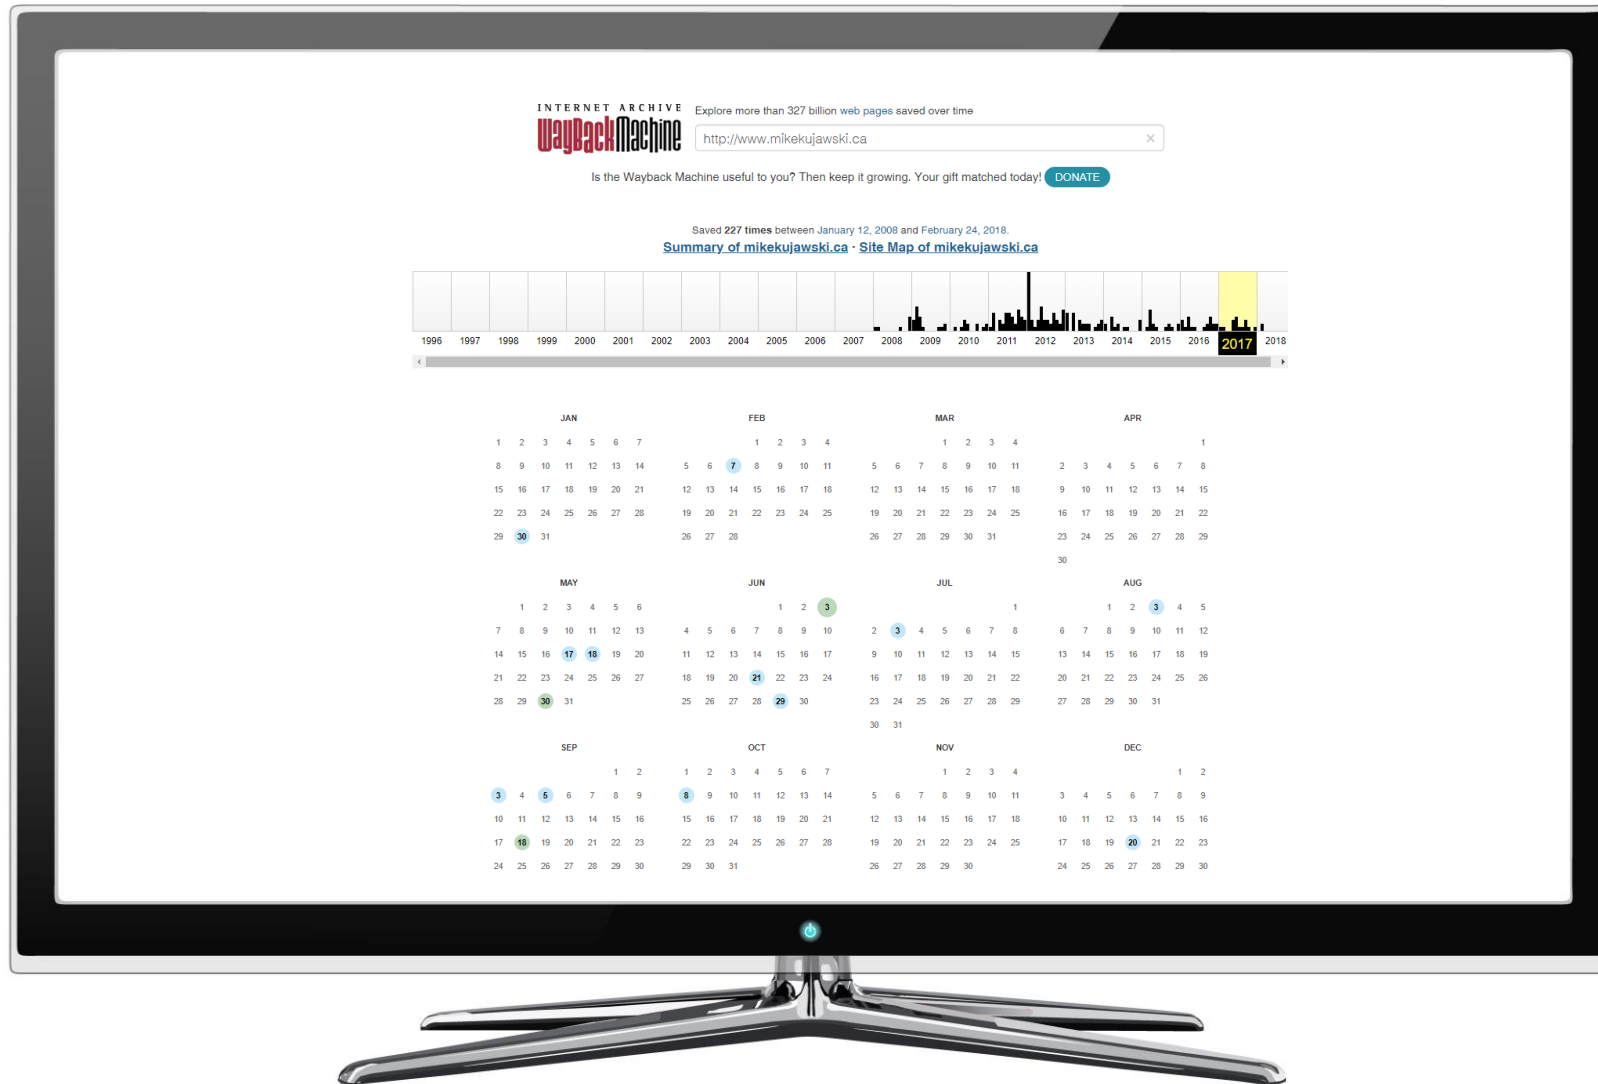 INTERNET ARCHIVE
WayBackMachine
Explore more than 327 billion web pages saved over time
http://www.mikekujawski.ca ×
Is the Wayback Machine useful to you? Then keep it growing. Your gift matched today! DONATE
Saved 227 times between January 12, 2008 and February 24, 2018.
Summary of mikekujawski.ca · Site Map of mikekujawski.ca
1996 1997 1998 1999 2000 2001 2002 2003 2004 2005 2006 2007 2008 2009 2010 2011 2012 2013 2014 2015 2016 2017 2018
JAN FEB MAR APR
1 2 3 4 5 6 7 1 2 3 4 1 2 3 4 1
8 9 10 11 12 13 14 5 6 7 8 9 10 11 5 6 7 8 9 10 11 2 3 4 5 6 7 8
15 16 17 18 19 20 21 12 13 14 15 16 17 18 12 13 14 15 16 17 18 9 10 11 12 13 14 15
22 23 24 25 26 27 28 19 20 21 22 23 24 25 19 20 21 22 23 24 25 16 17 18 19 20 21 22
29 30 31 26 27 28 26 27 28 29 30 31 23 24 25 26 27 28 29
30
MAY JUN JUL AUG
1 2 3 4 5 6 1 2 3 1 1 2 3 4 5
7 8 9 10 11 12 13 4 5 6 7 8 9 10 2 3 4 5 6 7 8 6 7 8 9 10 11 12
14 15 16 17 18 19 20 11 12 13 14 15 16 17 9 10 11 12 13 14 15 13 14 15 16 17 18 19
21 22 23 24 25 26 27 18 19 20 21 22 23 24 16 17 18 19 20 21 22 20 21 22 23 24 25 26
28 29 30 31 25 26 27 28 29 30 23 24 25 26 27 28 29 27 28 29 30 31
30 31
SEP OCT NOV DEC
1 2 1 2 3 4 5 6 7 1 2 3 4 1 2
3 4 5 6 7 8 9 8 9 10 11 12 13 14 5 6 7 8 9 10 11 3 4 5 6 7 8 9
10 11 12 13 14 15 16 15 16 17 18 19 20 21 12 13 14 15 16 17 18 10 11 12 13 14 15 16
17 18 19 20 21 22 23 22 23 24 25 26 27 28 19 20 21 22 23 24 25 17 18 19 20 21 22 23
24 25 26 27 28 29 30 29 30 31 26 27 28 29 30 24 25 26 27 28 29 30